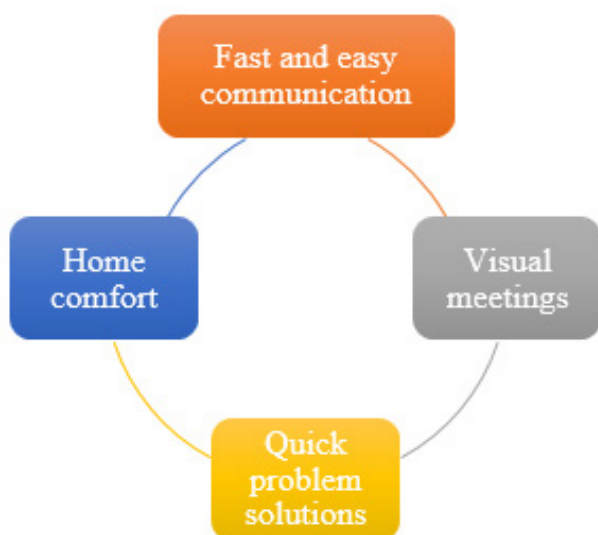 Fast and easy
communication
Home
comfort
Visual
meetings
Quick
problem
solutions